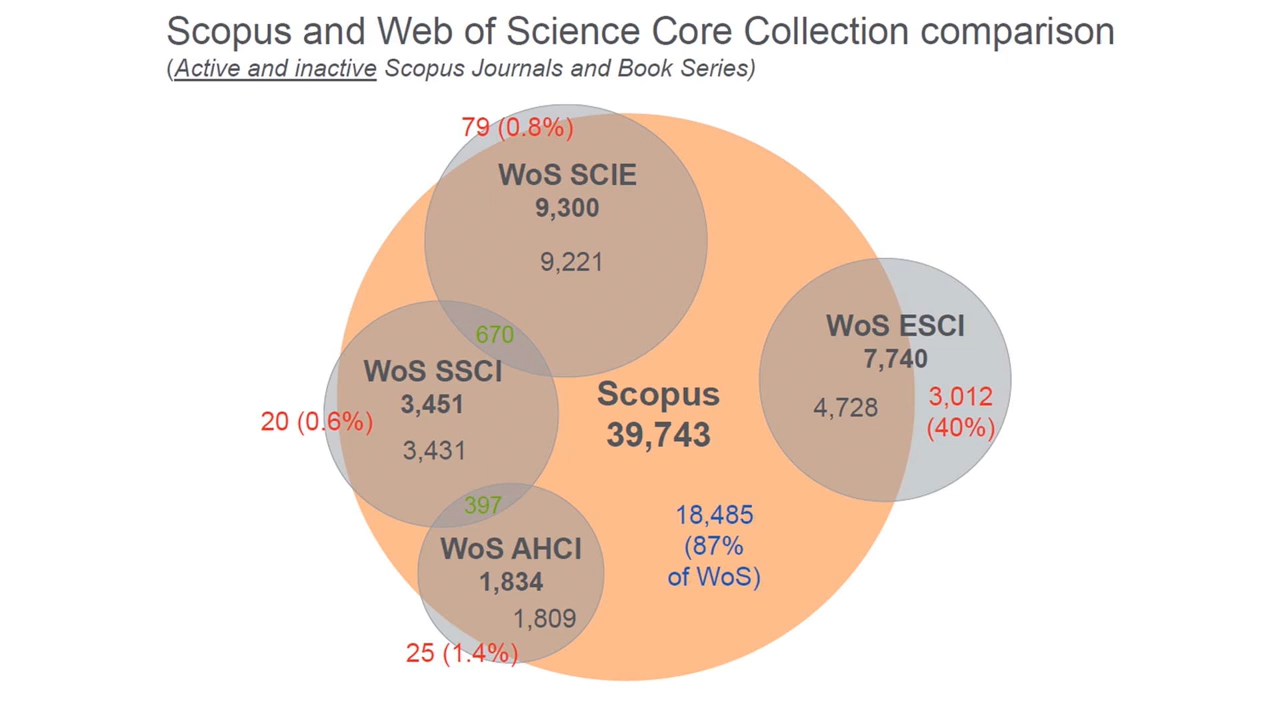 Scopus and Web of Science Core Collection comparison
(Active and inactive Scopus Journals and Book Series)
79 (0.8%)
WoS SCIE
9,300
9,221
670
WoS SSCI
3,451
3,431
20 (0.6%)
WoS ESCI
7,740
4,728
3,012
(40%)
Scopus
39,743
397
WoS AHCI
1,834
1,809
25 (1.4%)
18,485
(87%
of WoS)